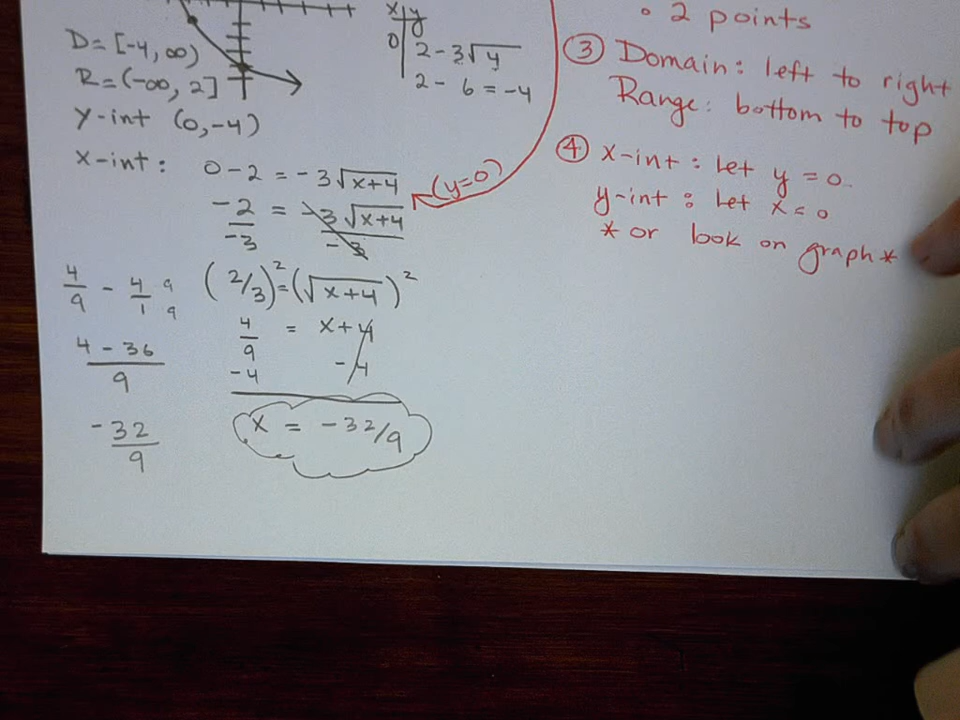 x y
0 2 - 3√4
2 - 6 = -4
D = [-4, ∞)
R = (-∞, 2]
y-int (0, -4)
x-int : 0 - 2 = -3√x+4
-2/-3 = -3√x+4/-3
(2/3)² = (√x+4)²
4/9 = x+4
-4 -4
x = -32/9
4/9 - 4/1 9/9
4 - 36/9
-32/9
(y=0)
• 2 points
③ Domain : left to right
Range : bottom to top
④ x-int : Let y = 0.
y-int : Let x = 0
* or look on graph *